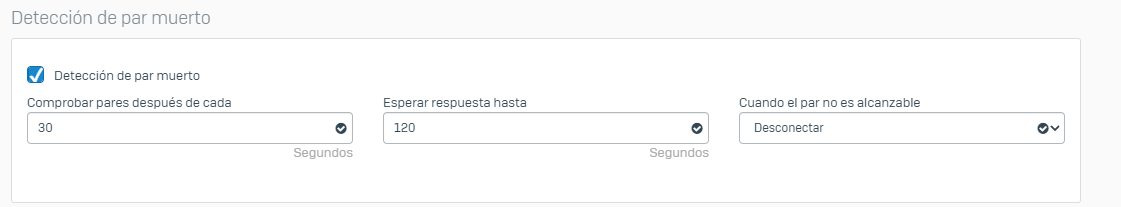 Detección de par muerto
Detección de par muerto
Comprobar pares después de cada
Esperar respuesta hasta
Cuando el par no es alcanzable
30
120
Desconectar
Segundos
Segundos